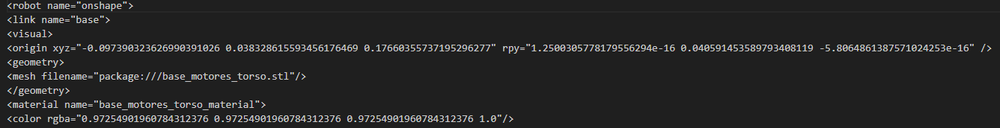 <robot name="onshape">
<link name="base">
<visual>
<origin xyz="-0.097390323626990391026 0.038328615593456176469 0.17660355737195296277" rpy="1.2500305778179556294e-16 0.040591453589793408119 -5.8064861387571024253e-16" />
<geometry>
<mesh filename="package:///base_motores_torso.stl"/>
</geometry>
<material name="base_motores_torso_material">
<color rgba="0.97254901960784312376 0.97254901960784312376 0.97254901960784312376 1.0"/>